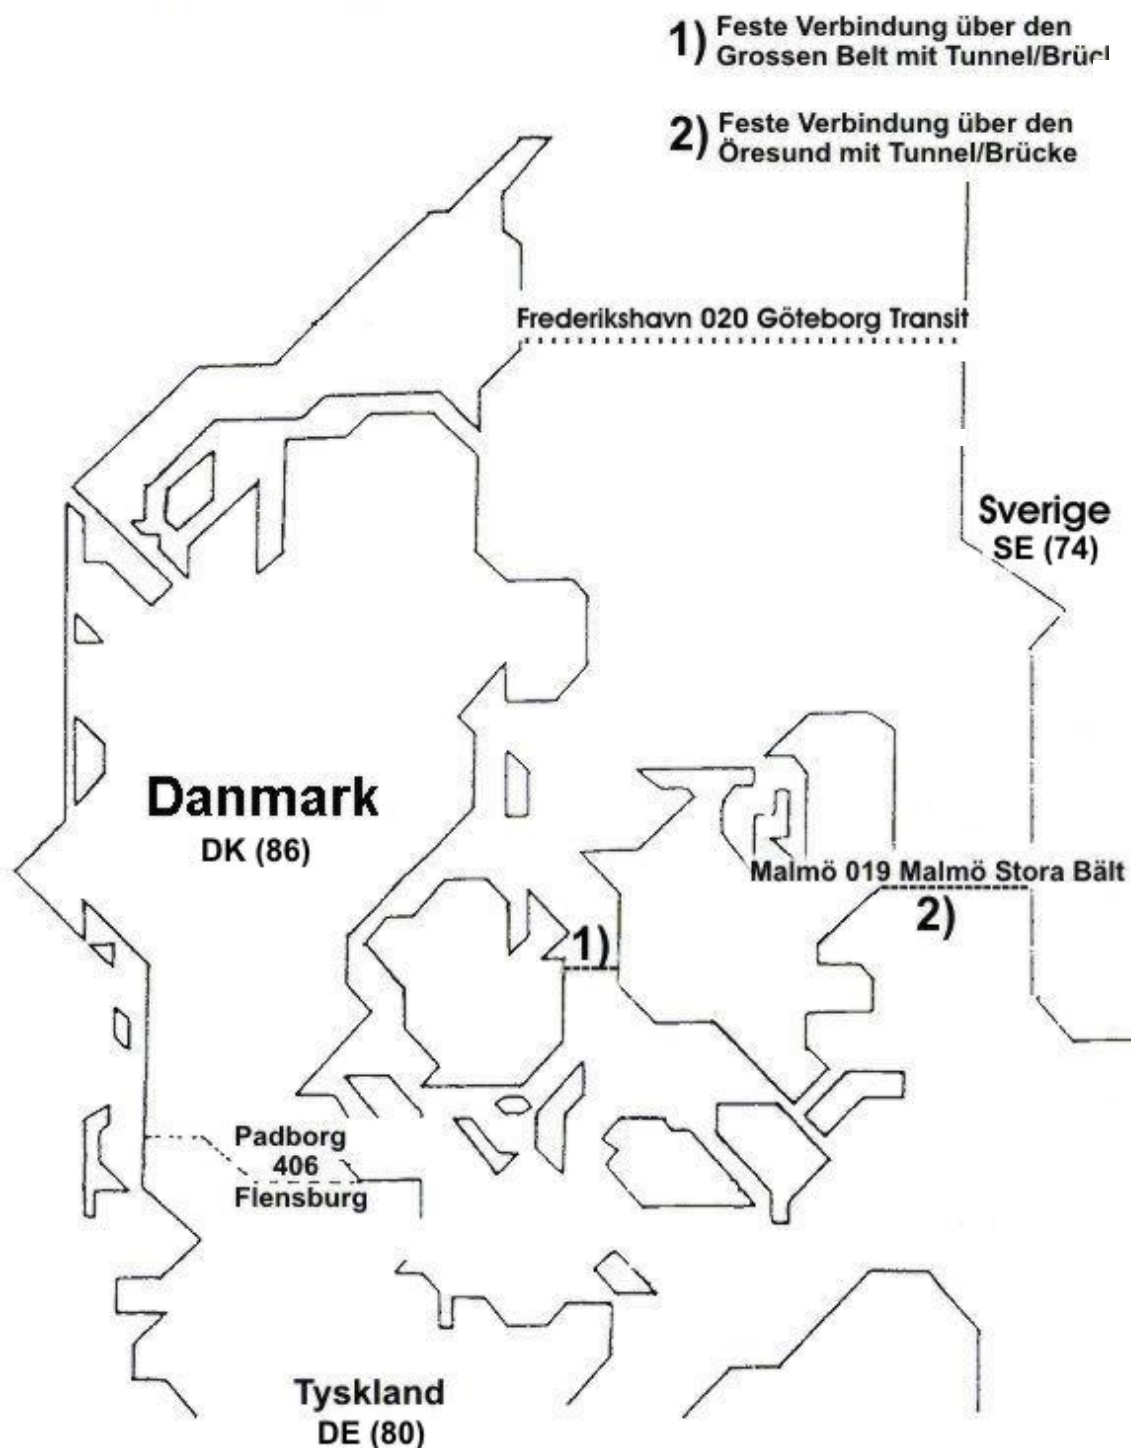 1) Feste Verbindung über den
Grossen Belt mit Tunnel/Brück
2) Feste Verbindung über den
Öresund mit Tunnel/Brücke
Frederikshavn 020 Göteborg Transit
Sverige
SE (74)
Danmark
DK (86)
Malmö 019 Malmö Stora Bält
2)
1)
Padborg
406
Flensburg
Tyskland
DE (80)